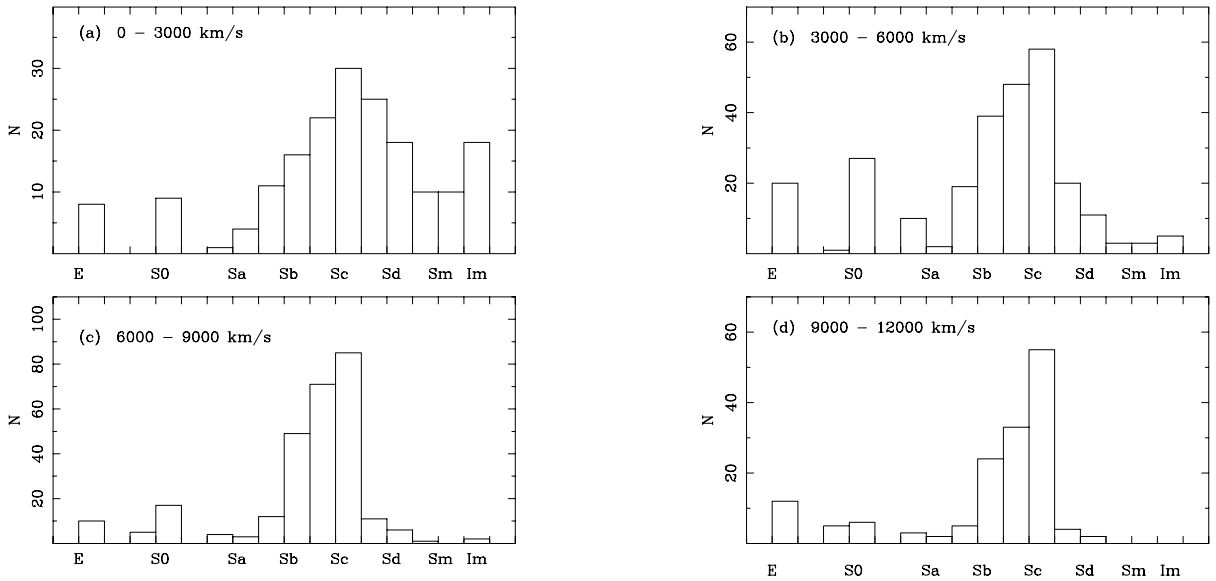 (a) 0 – 3000 km/s
N
10 20 30
E S0 Sa Sb Sc Sd Sm Im
(b) 3000 – 6000 km/s
N
20 40 60
E S0 Sa Sb Sc Sd Sm Im
(c) 6000 – 9000 km/s
N
20 40 60 80 100
E S0 Sa Sb Sc Sd Sm Im
(d) 9000 – 12000 km/s
N
20 40 60
E S0 Sa Sb Sc Sd Sm Im